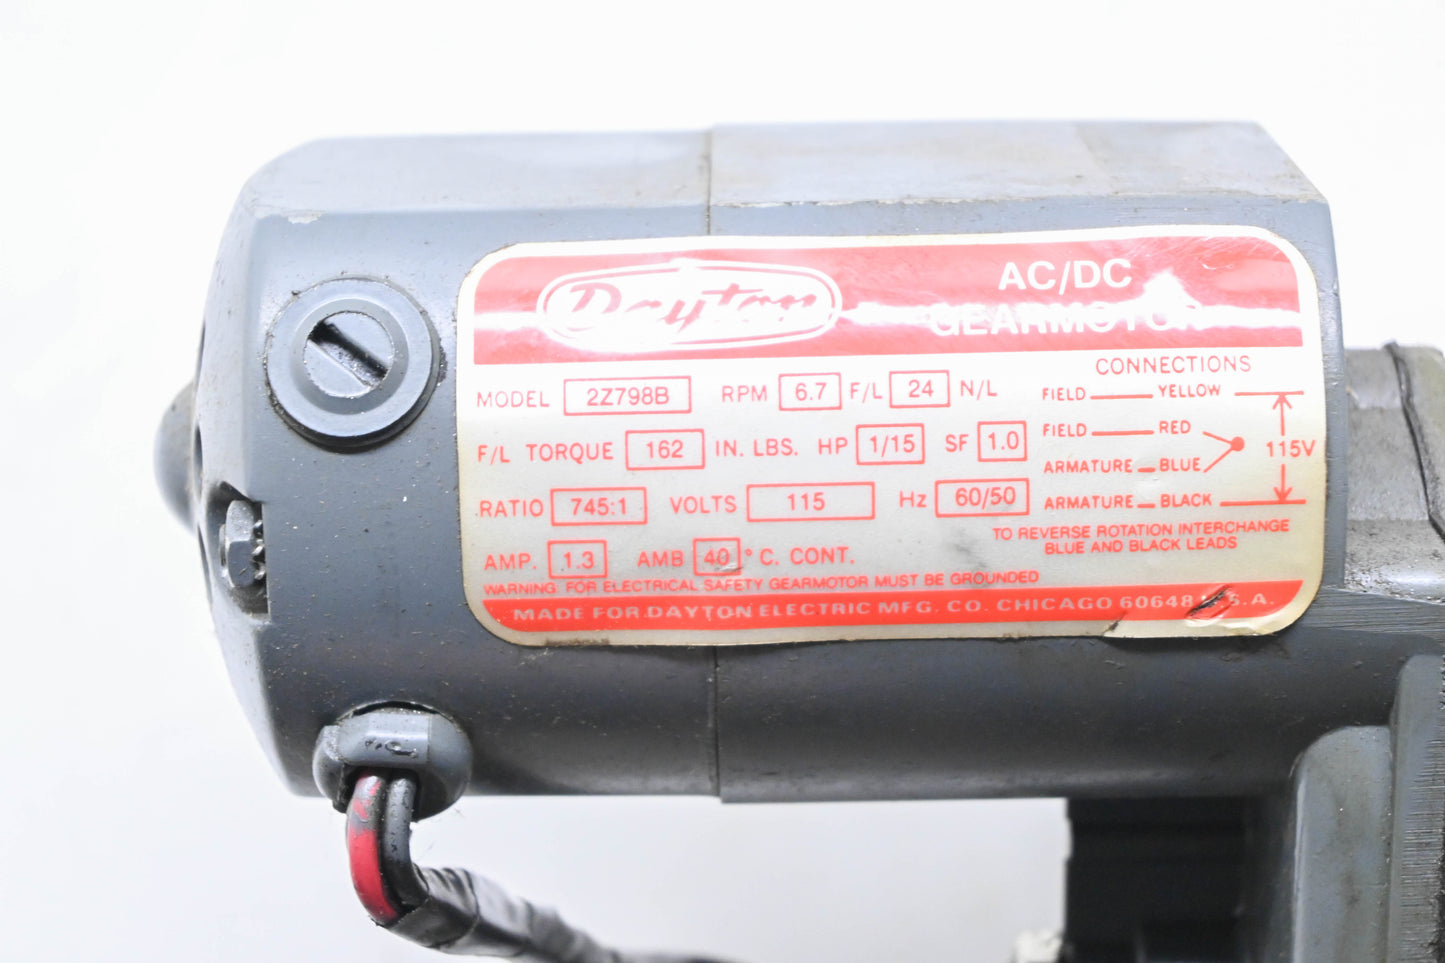 Dayton
AC/DC
GEARMOTOR
MODEL 2Z798B RPM 6.7 F/L 24 N/L
F/L TORQUE 162 IN. LBS. HP 1/15 SF 1.0
RATIO 745:1 VOLTS 115 Hz 60/50
AMP. 1.3 AMB 40 °C. CONT.
CONNECTIONS
FIELD YELLOW
FIELD RED
ARMATURE BLUE
ARMATURE BLACK
115V
TO REVERSE ROTATION INTERCHANGE
BLUE AND BLACK LEADS
WARNING: FOR ELECTRICAL SAFETY GEARMOTOR MUST BE GROUNDED
MADE FOR DAYTON ELECTRIC MFG. CO. CHICAGO 60648 U.S.A.